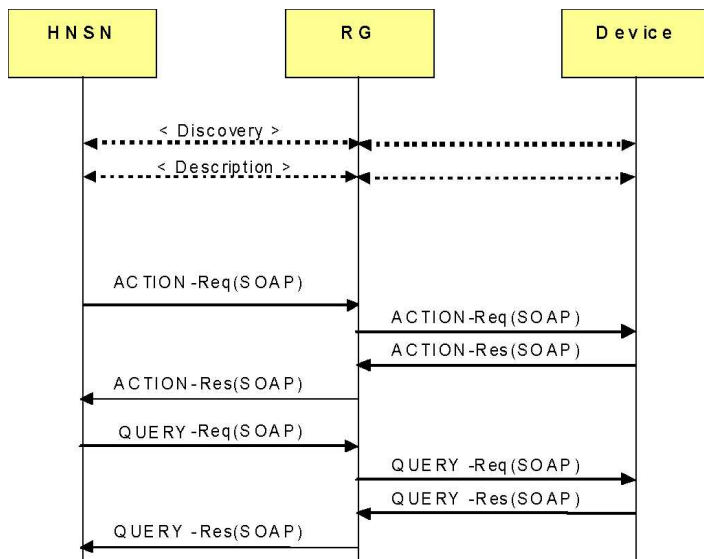 HNSN
RG
Device
< Discovery >
< Description >
ACTION-Req(SOAP)
ACTION-Req(SOAP)
ACTION-Res(SOAP)
ACTION-Res(SOAP)
QUERY-Req(SOAP)
QUERY-Req(SOAP)
QUERY-Res(SOAP)
QUERY-Res(SOAP)